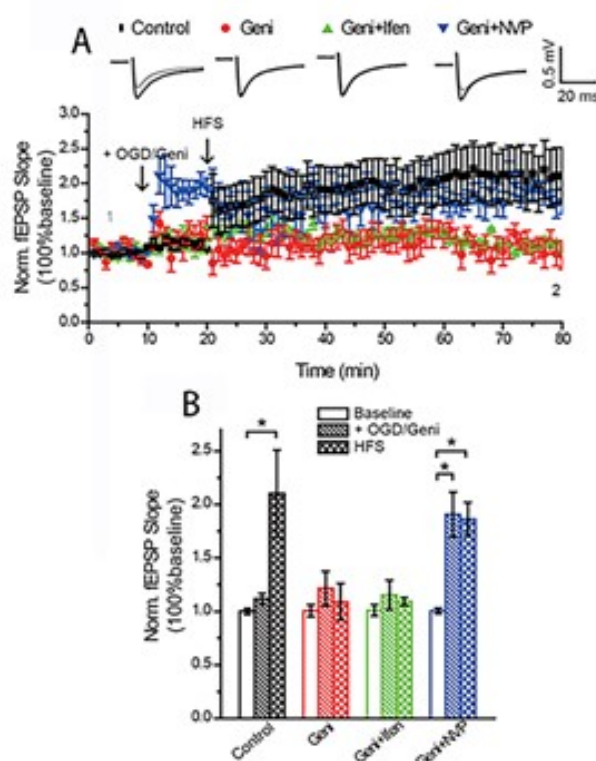 A
Control Geni Geni+Ifen Geni+NVP
0.5 mV
20 ms
HFS
+ OGD/Geni
1
2
Norm. fEPSP Slope
(100%baseline)
3.0
2.5
2.0
1.5
1.0
0.5
0.0
0 10 20 30 40 50 60 70 80
Time (min)
B
Baseline
+ OGD/Geni
HFS
* * *
Norm. fEPSP Slope
(100%baseline)
2.5
2.0
1.5
1.0
0.5
0.0
Control Geni Geni+Ifen Geni+NVP